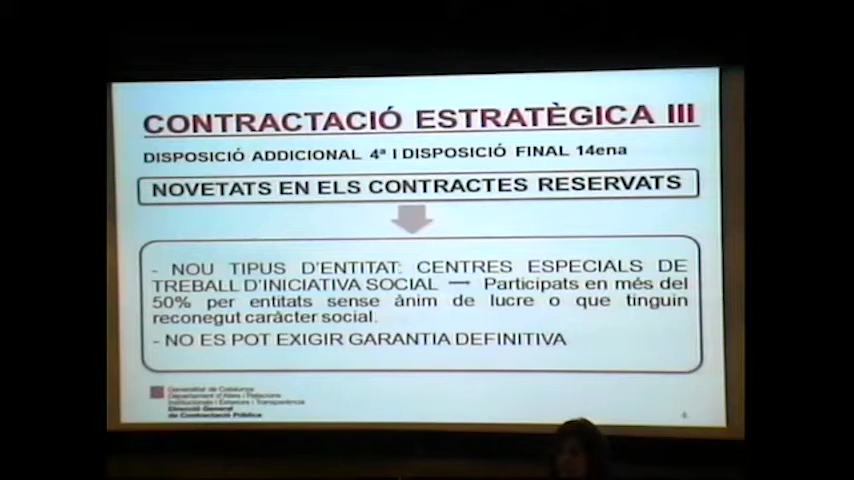 CONTRACTACIÓ ESTRATÈGICA III
DISPOSICIÓ ADDICIONAL 4ª I DISPOSICIÓ FINAL 14ena
NOVETATS EN ELS CONTRACTES RESERVATS
- NOU TIPUS D'ENTITAT: CENTRES ESPECIALS DE
TREBALL D'INICIATIVA SOCIAL → Participats en més del
50% per entitats sense ànim de lucre o que tinguin
reconegut caràcter social.
- NO ES POT EXIGIR GARANTIA DEFINITIVA
Generalitat de Catalunya
Departament d'Afers i Relacions
Institucionals i Exteriors i Transparència
Direcció General
de Contractació Pública
4